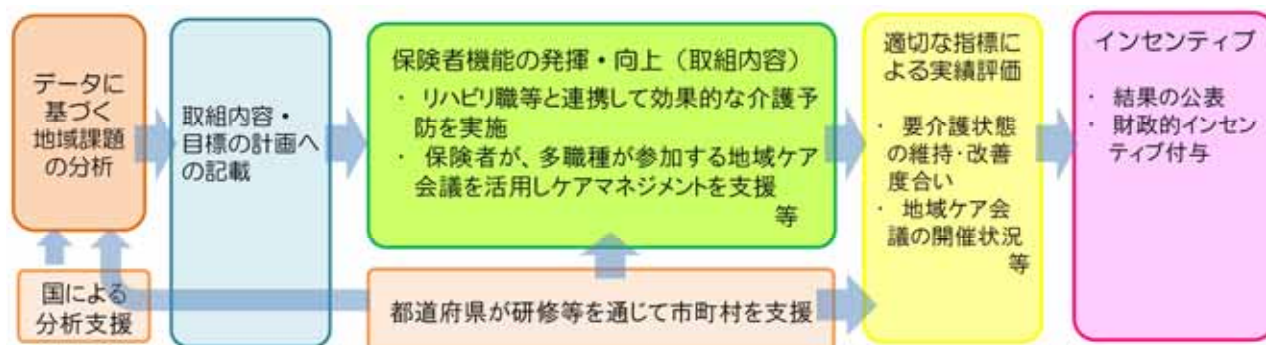 データに
基づく
地域課題
の分析
取組内容・
目標の計画へ
の記載
保険者機能の発揮・向上（取組内容）
・ リハビリ職等と連携して効果的な介護予
防を実施
・ 保険者が、多職種が参加する地域ケア
会議を活用しケアマネジメントを支援
等
適切な指標に
よる実績評価
・ 要介護状態
の維持・改善
度合い
・ 地域ケア会
議の開催状況
等
インセンティブ
・ 結果の公表
・ 財政的インセン
ティブ付与
国による
分析支援
都道府県が研修等を通じて市町村を支援